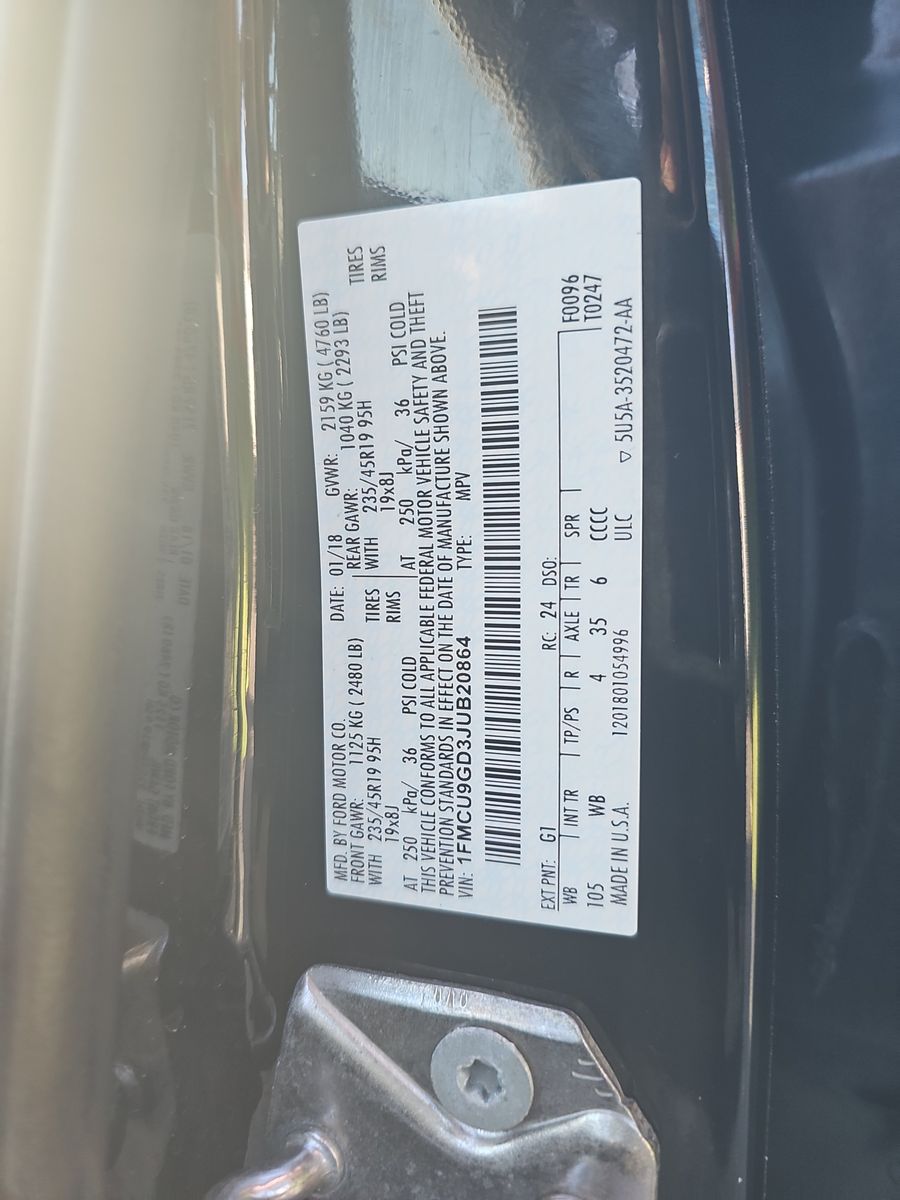 MFD. BY FORD MOTOR CO.
DATE: 01/18 GVWR: 2159 KG ( 4760 LB)
FRONT GAWR: 1125 KG ( 2480 LB) REAR GAWR: 1040 KG ( 2293 LB)
WITH 235/45R19 95H TIRES WITH 235/45R19 95H TIRES
19x8J RIMS 19x8J RIMS
AT 250 kPa/ 36 PSI COLD AT 250 kPa/ 36 PSI COLD
THIS VEHICLE CONFORMS TO ALL APPLICABLE FEDERAL MOTOR VEHICLE SAFETY AND THEFT
PREVENTION STANDARDS IN EFFECT ON THE DATE OF MANUFACTURE SHOWN ABOVE.
VIN: 1FMCU9GD3JUB20864 TYPE: MPV
EXT PNT: G1 RC: 24 DSO: F0096
WB INT TR TP/PS R AXLE TR SPR T0247
105 WB 4 35 6 CCCC
MADE IN U.S.A. 1201801054996 ULC ▽ 5U5A-3520472-AA